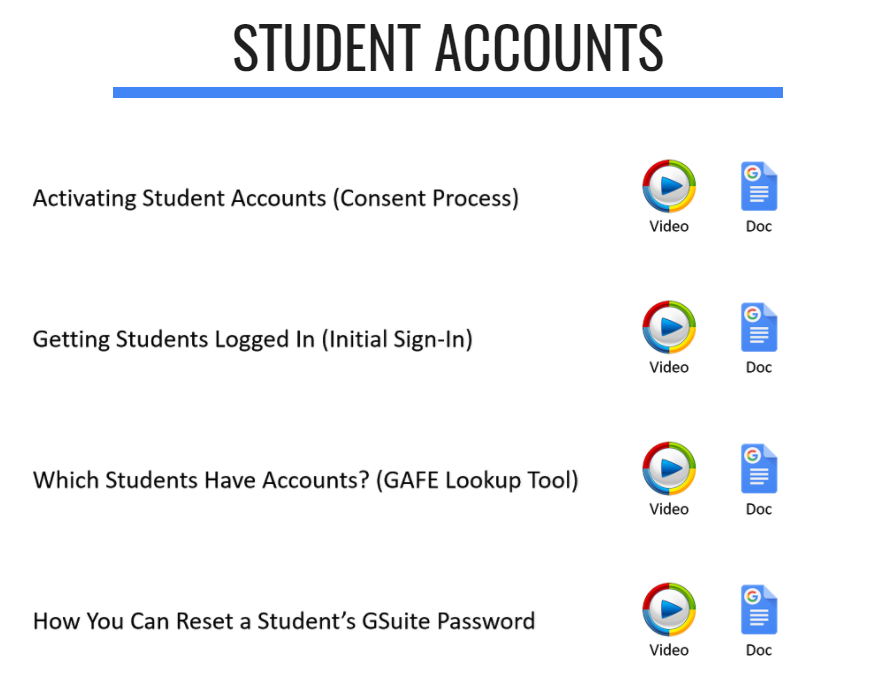 STUDENT ACCOUNTS
Activating Student Accounts (Consent Process)
Video
Doc
Getting Students Logged In (Initial Sign-In)
Video
Doc
Which Students Have Accounts? (GAFE Lookup Tool)
Video
Doc
How You Can Reset a Student’s GSuite Password
Video
Doc